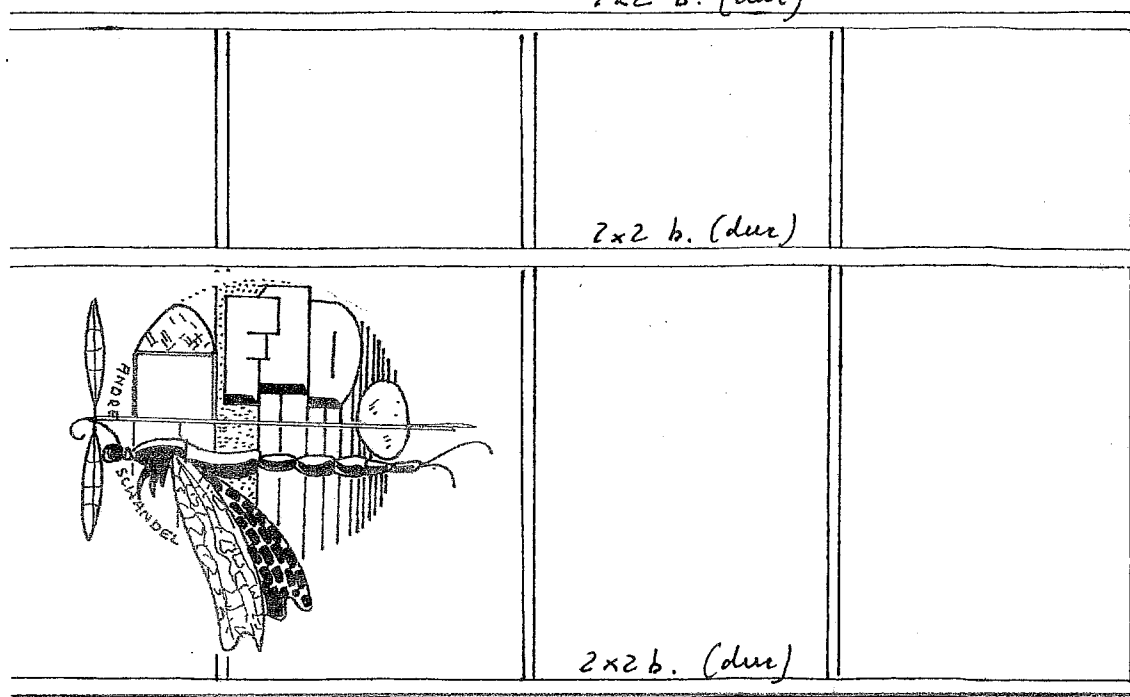 2x2 b. (dur)
2x2 b. (dur)
ANDRE
SCHANDEL
2x2 b. (dur)